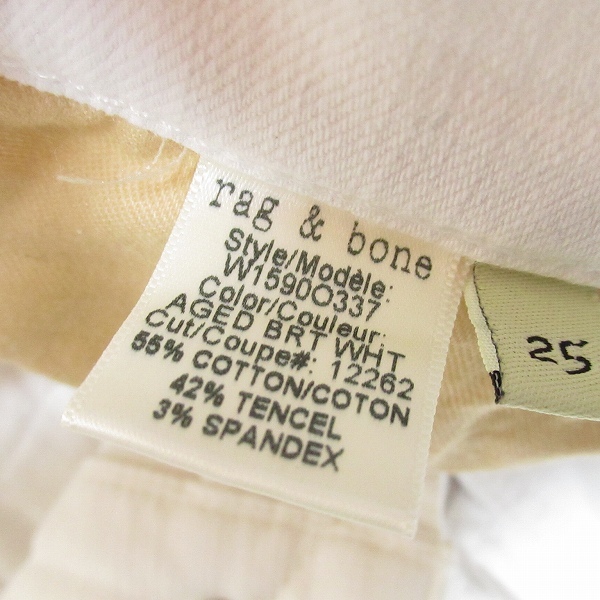 rag & bone
Style/Modèle:
W1590O337
Color/Couleur:
AGED BRT WHT
Cut/Coupe#: 12262
55% COTTON/COTON
42% TENCEL
3% SPANDEX
25